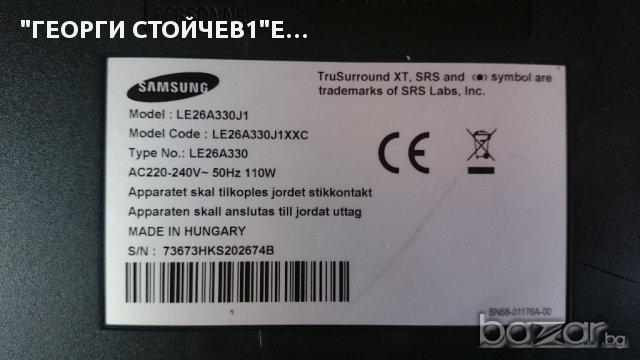 "ГЕОРГИ СТОЙЧЕВ1"Е...
SAMSUNG
Model : LE26A330J1
Model Code : LE26A330J1XXC
Type No.: LE26A330
AC220-240V~ 50Hz 110W
Apparatet skal tilkoples jordet stikkontakt
Apparaten skall anslutas till jordat uttag
MADE IN HUNGARY
S/N : 73673HKS202674B
TruSurround XT, SRS and (●) symbol are
trademarks of SRS Labs, Inc.
CE
BN68-01176A-00
bazar.bg